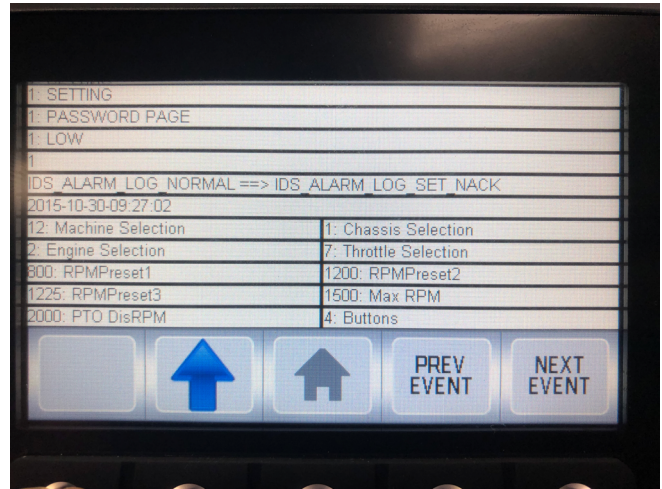 1: SETTING
1: PASSWORD PAGE
1: LOW
1
IDS_ALARM_LOG_NORMAL ==> IDS_ALARM_LOG_SET_NACK
2015-10-30-09:27:02
12: Machine Selection
1: Chassis Selection
2: Engine Selection
7: Throttle Selection
800: RPMPreset1
1200: RPMPreset2
1225: RPMPreset3
1500: Max RPM
2000: PTO DisRPM
4: Buttons
PREV
EVENT
NEXT
EVENT